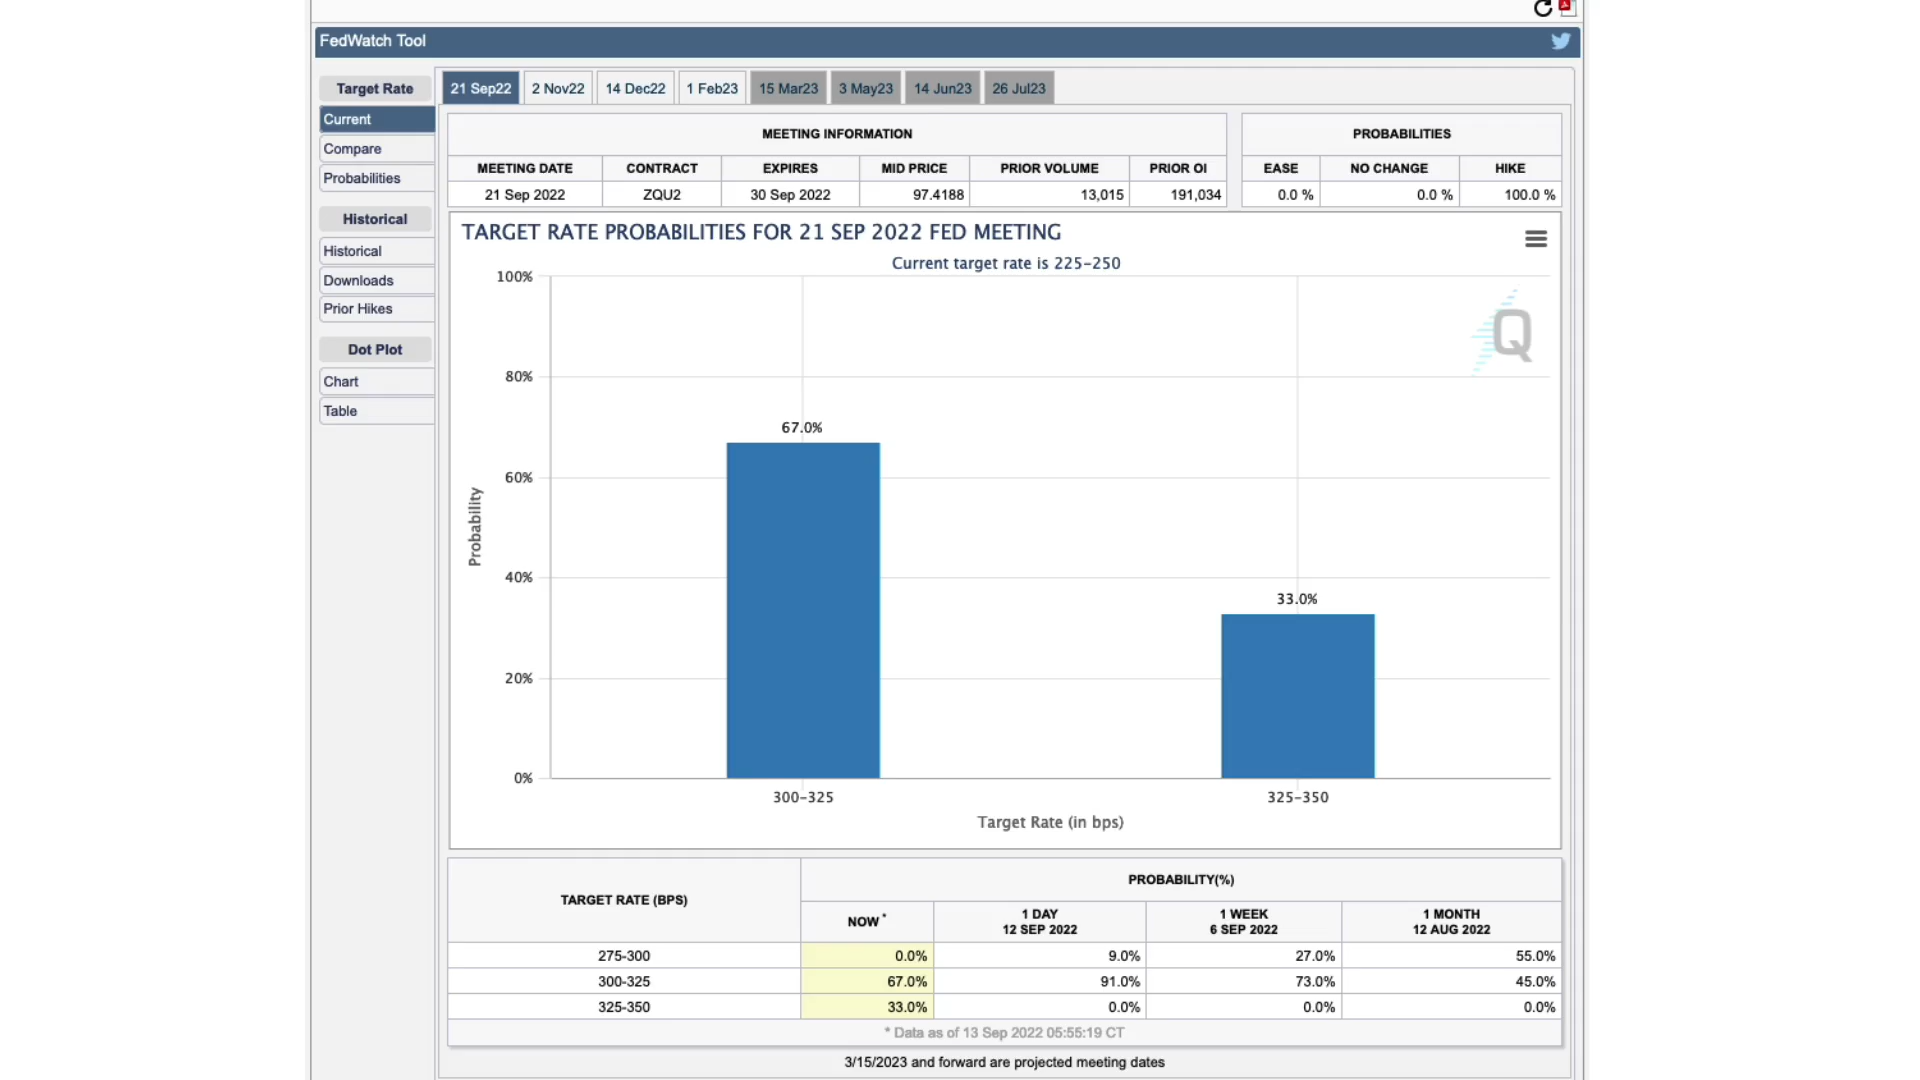 FedWatch Tool
Target Rate
Current
Compare
Probabilities
Historical
Historical
Downloads
Prior Hikes
Dot Plot
Chart
Table
21 Sep22 2 Nov22 14 Dec22 1 Feb23 15 Mar23 3 May23 14 Jun23 26 Jul23
MEETING INFORMATION
MEETING DATE CONTRACT EXPIRES MID PRICE PRIOR VOLUME PRIOR OI
21 Sep 2022 ZQU2 30 Sep 2022 97.4188 13,015 191,034
PROBABILITIES
EASE NO CHANGE HIKE
0.0 % 0.0 % 100.0 %
TARGET RATE PROBABILITIES FOR 21 SEP 2022 FED MEETING
Current target rate is 225-250
Q
Probability
100%
80%
60%
40%
20%
0%
67.0%
33.0%
300-325 325-350
Target Rate (in bps)
TARGET RATE (BPS) PROBABILITY(%)
NOW * 1 DAY 1 WEEK 1 MONTH
12 SEP 2022 6 SEP 2022 12 AUG 2022
275-300 0.0% 9.0% 27.0% 55.0%
300-325 67.0% 91.0% 73.0% 45.0%
325-350 33.0% 0.0% 0.0% 0.0%
* Data as of 13 Sep 2022 05:55:19 CT
3/15/2023 and forward are projected meeting dates